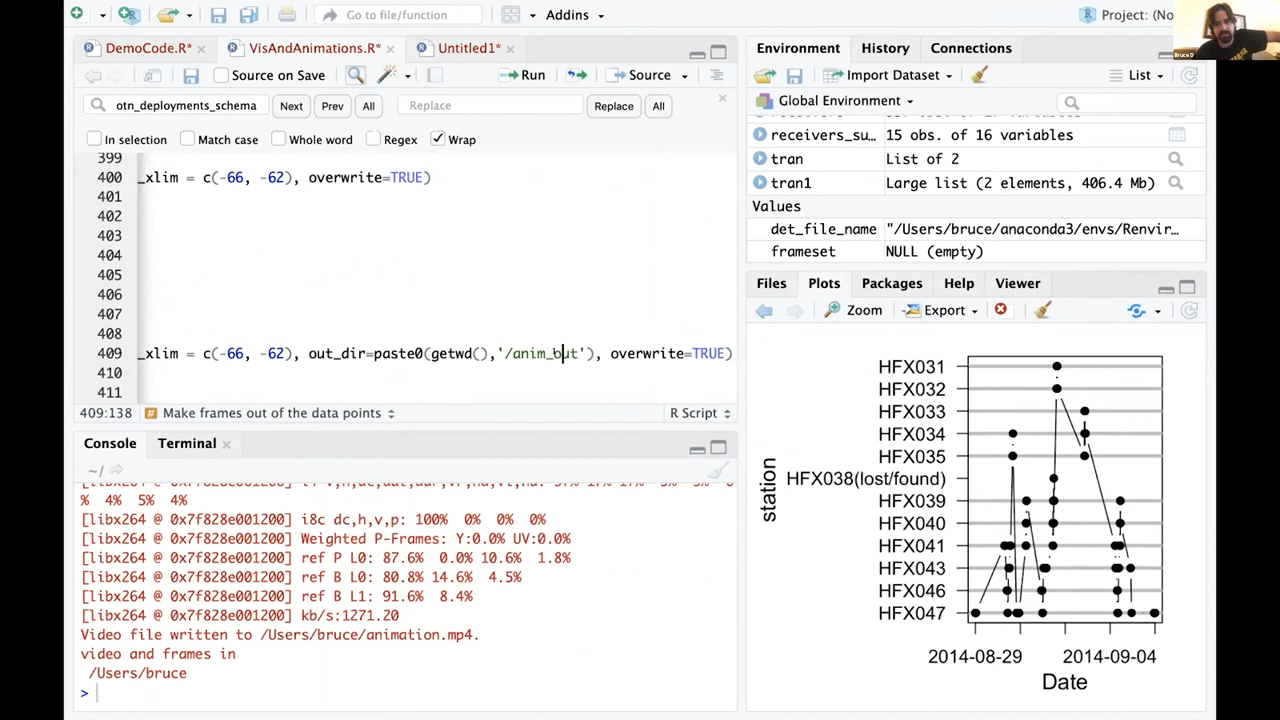 Go to file/function
Addins
Project: (No
Bruce D
DemoCode.R*
VisAndAnimations.R*
Untitled1*
Source on Save
Run
Source
otn_deployments_schema
Next
Prev
All
Replace
Replace
All
In selection
Match case
Whole word
Regex
Wrap
399
400 _xlim = c(-66, -62), overwrite=TRUE)
401
402
403
404
405
406
407
408
409 _xlim = c(-66, -62), out_dir=paste0(getwd(),'/anim_out'), overwrite=TRUE)
410
411
409:138
Make frames out of the data points
R Script
Console
Terminal
~/
% 4% 5% 4%
[libx264 @ 0x7f828e001200] i8c dc,h,v,p: 100% 0% 0% 0%
[libx264 @ 0x7f828e001200] Weighted P-Frames: Y:0.0% UV:0.0%
[libx264 @ 0x7f828e001200] ref P L0: 87.6% 0.0% 10.6% 1.8%
[libx264 @ 0x7f828e001200] ref B L0: 80.8% 14.6% 4.5%
[libx264 @ 0x7f828e001200] ref B L1: 91.6% 8.4%
[libx264 @ 0x7f828e001200] kb/s:1271.20
Video file written to /Users/bruce/animation.mp4.
video and frames in
/Users/bruce
>
Environment
History
Connections
Import Dataset
List
Global Environment
receivers_su… 15 obs. of 16 variables
tran List of 2
tran1 Large list (2 elements, 406.4 Mb)
Values
det_file_name "/Users/bruce/anaconda3/envs/Renvir…
frameset NULL (empty)
Files
Plots
Packages
Help
Viewer
Zoom
Export
HFX031
HFX032
HFX033
HFX034
HFX035
HFX038(lost/found)
HFX039
HFX040
HFX041
HFX043
HFX046
HFX047
station
2014-08-29
2014-09-04
Date